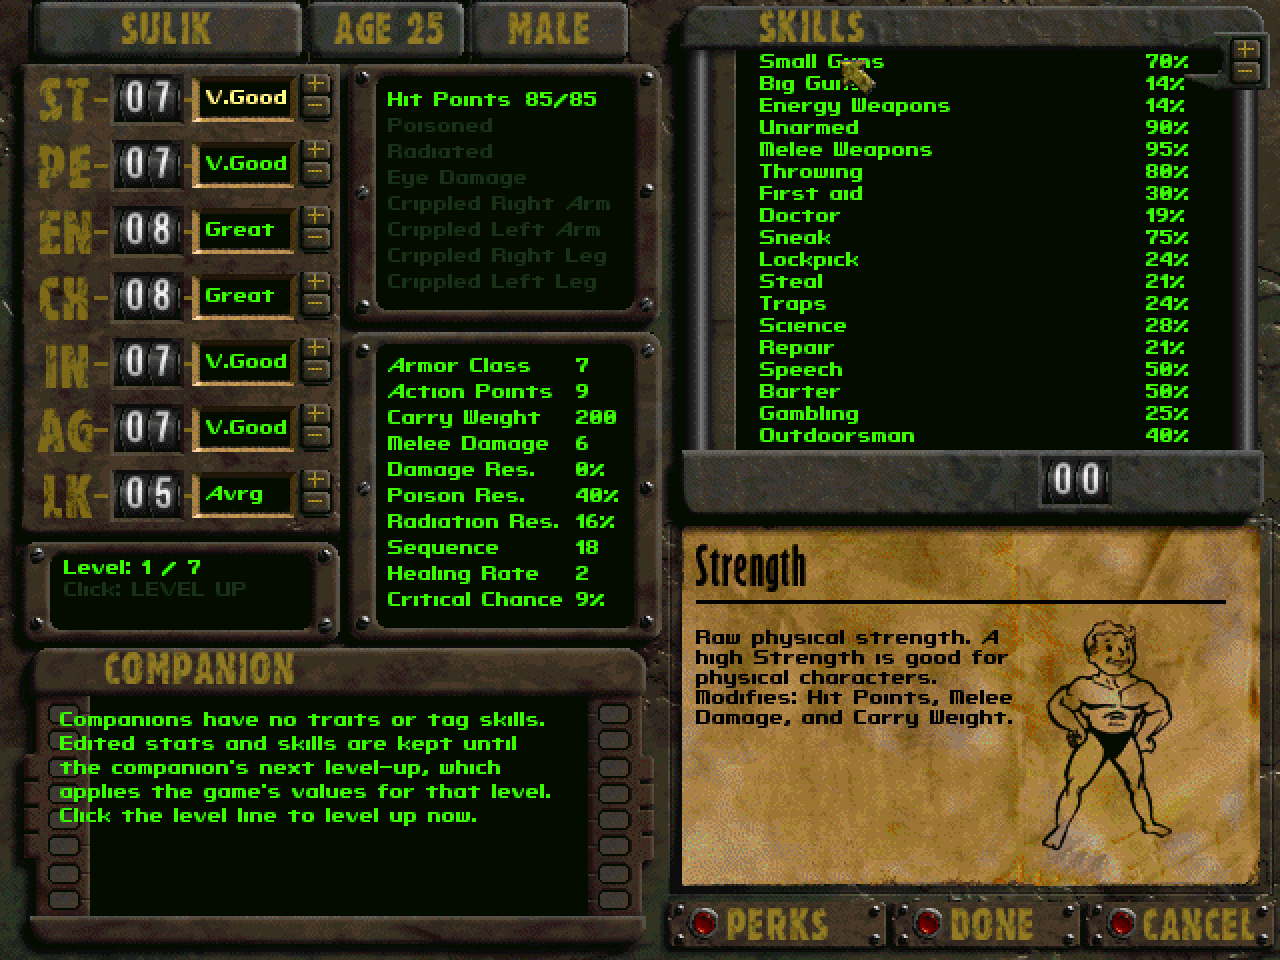 SULIK
AGE 25
MALE
ST 07 V.Good
PE 07 V.Good
EN 08 Great
CH 08 Great
IN 07 V.Good
AG 07 V.Good
LK 05 Avrg
Level: 1 / 7
Click: LEVEL UP
Hit Points 85/85
Poisoned
Radiated
Eye Damage
Crippled Right Arm
Crippled Left Arm
Crippled Right Leg
Crippled Left Leg
Armor Class 7
Action Points 9
Carry Weight 200
Melee Damage 6
Damage Res. 0%
Poison Res. 40%
Radiation Res. 16%
Sequence 18
Healing Rate 2
Critical Chance 9%
COMPANION
Companions have no traits or tag skills.
Edited stats and skills are kept until
the companion's next level-up, which
applies the game's values for that level.
Click the level line to level up now.
SKILLS
Small Guns 70%
Big Guns 14%
Energy Weapons 14%
Unarmed 90%
Melee Weapons 95%
Throwing 80%
First aid 30%
Doctor 19%
Sneak 75%
Lockpick 24%
Steal 21%
Traps 24%
Science 28%
Repair 21%
Speech 50%
Barter 50%
Gambling 25%
Outdoorsman 40%
00
Strength
Raw physical strength. A
high Strength is good for
physical characters.
Modifies: Hit Points, Melee
Damage, and Carry Weight.
PERKS
DONE
CANCEL